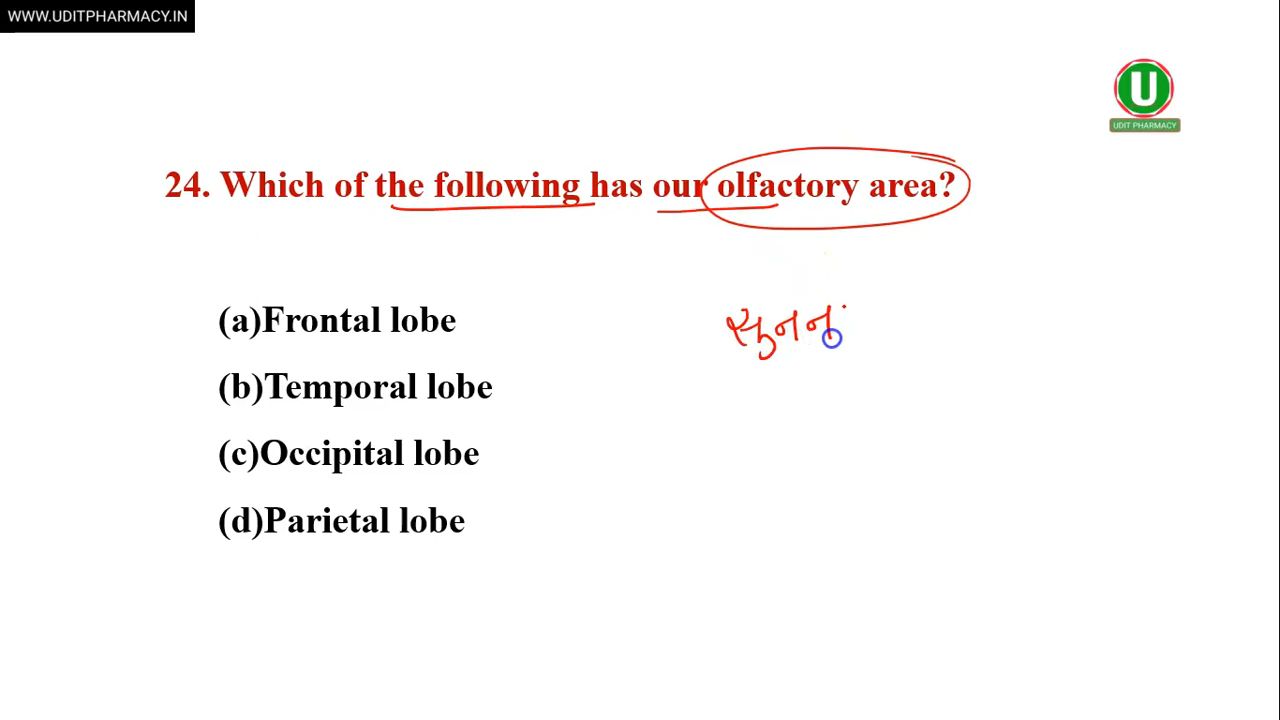 WWW.UDITPHARMACY.IN
U
UDIT PHARMACY
24. Which of the following has our olfactory area?
(a)Frontal lobe
(b)Temporal lobe
(c)Occipital lobe
(d)Parietal lobe